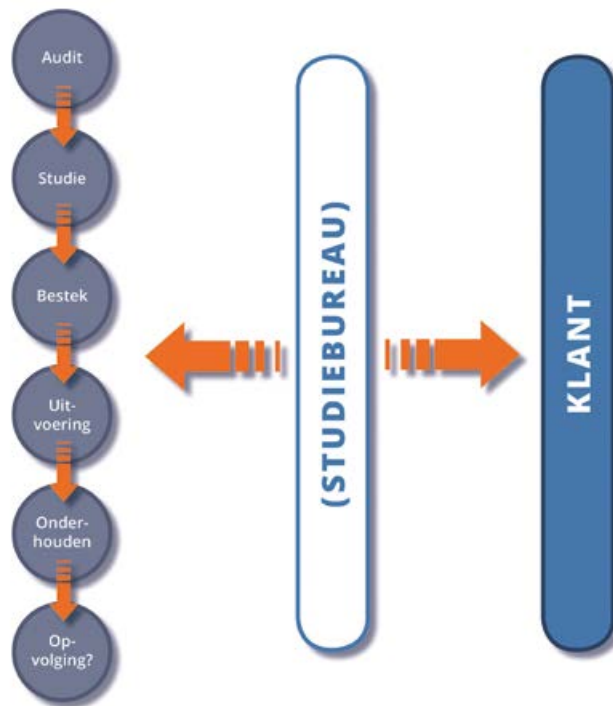 Audit
Studie
Bestek
Uit-
voering
Onder-
houden
Op-
volging?
(STUDIEBUREAU)
KLANT